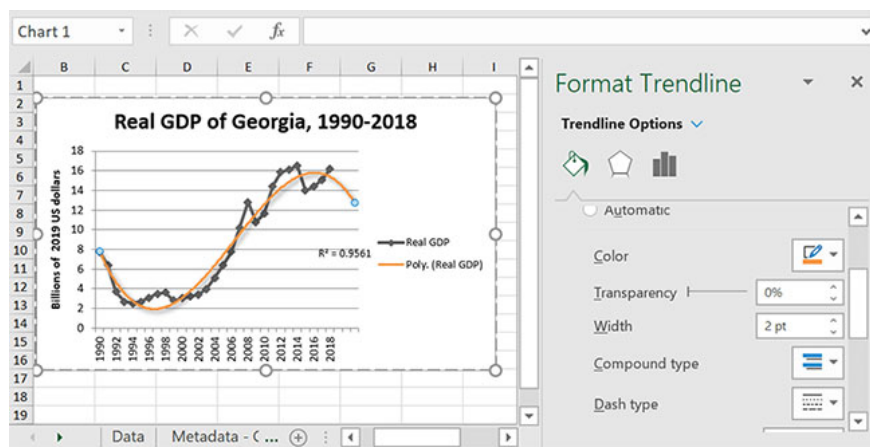 Chart 1
fx
B C D E F G H I
1
2
3
4
5
6
7
8
9
10
11
12
13
14
15
16
17
18
19
Real GDP of Georgia, 1990-2018
Billions of 2019 US dollars
18
16
14
12
10
8
6
4
2
0
1990 1992 1994 1996 1998 2000 2002 2004 2006 2008 2010 2012 2014 2016 2018
R² = 0.9561
Real GDP
Poly. (Real GDP)
Data Metadata - C ...
Format Trendline
Trendline Options
Automatic
Color
Transparency 0%
Width 2 pt
Compound type
Dash type